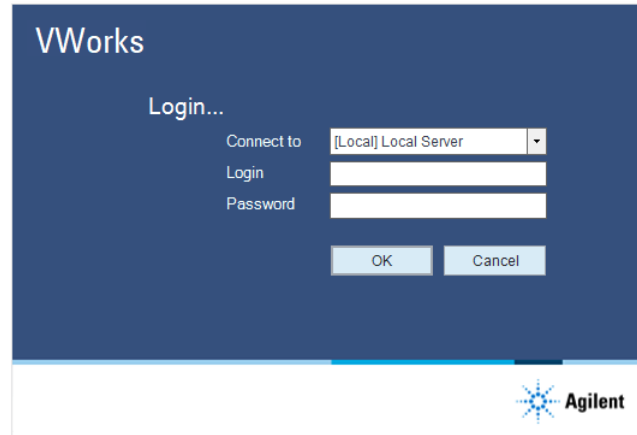 VWorks
Login...
Connect to [Local] Local Server
Login
Password
OK Cancel
Agilent